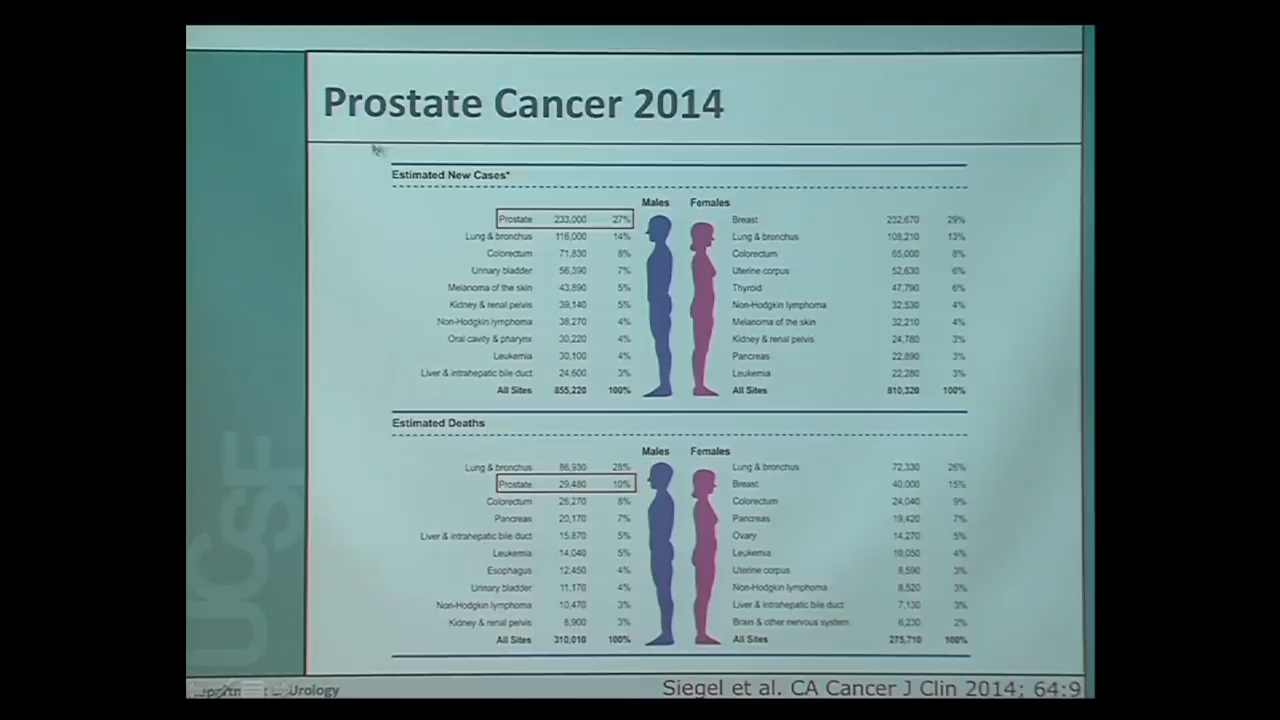 Prostate Cancer 2014
Estimated New Cases*
Males Females
Prostate 233,000 27% Breast 232,670 29%
Lung & bronchus 116,000 14% Lung & bronchus 108,210 13%
Colorectum 71,830 8% Colorectum 65,000 8%
Urinary bladder 56,390 7% Uterine corpus 52,630 6%
Melanoma of the skin 43,890 5% Thyroid 47,790 6%
Kidney & renal pelvis 39,140 5% Non-Hodgkin lymphoma 32,530 4%
Non-Hodgkin lymphoma 38,270 4% Melanoma of the skin 32,210 4%
Oral cavity & pharynx 30,220 4% Kidney & renal pelvis 24,780 3%
Leukemia 30,100 4% Pancreas 22,890 3%
Liver & intrahepatic bile duct 24,600 3% Leukemia 22,280 3%
All Sites 855,220 100% All Sites 810,320 100%
Estimated Deaths
Males Females
Lung & bronchus 86,930 28% Lung & bronchus 72,330 26%
Prostate 29,480 10% Breast 40,000 15%
Colorectum 26,270 8% Colorectum 24,040 9%
Pancreas 20,170 7% Pancreas 19,420 7%
Liver & intrahepatic bile duct 15,870 5% Ovary 14,270 5%
Leukemia 14,040 5% Leukemia 10,050 4%
Esophagus 12,450 4% Uterine corpus 8,590 3%
Urinary bladder 11,170 4% Non-Hodgkin lymphoma 8,520 3%
Non-Hodgkin lymphoma 10,470 3% Liver & intrahepatic bile duct 7,130 3%
Kidney & renal pelvis 8,900 3% Brain & other nervous system 6,230 2%
All Sites 310,010 100% All Sites 275,710 100%
UCSF
Urology
Siegel et al. CA Cancer J Clin 2014; 64:9